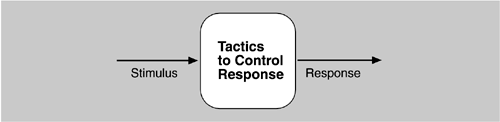 Stimulus
Tactics
to Control
Response
Response